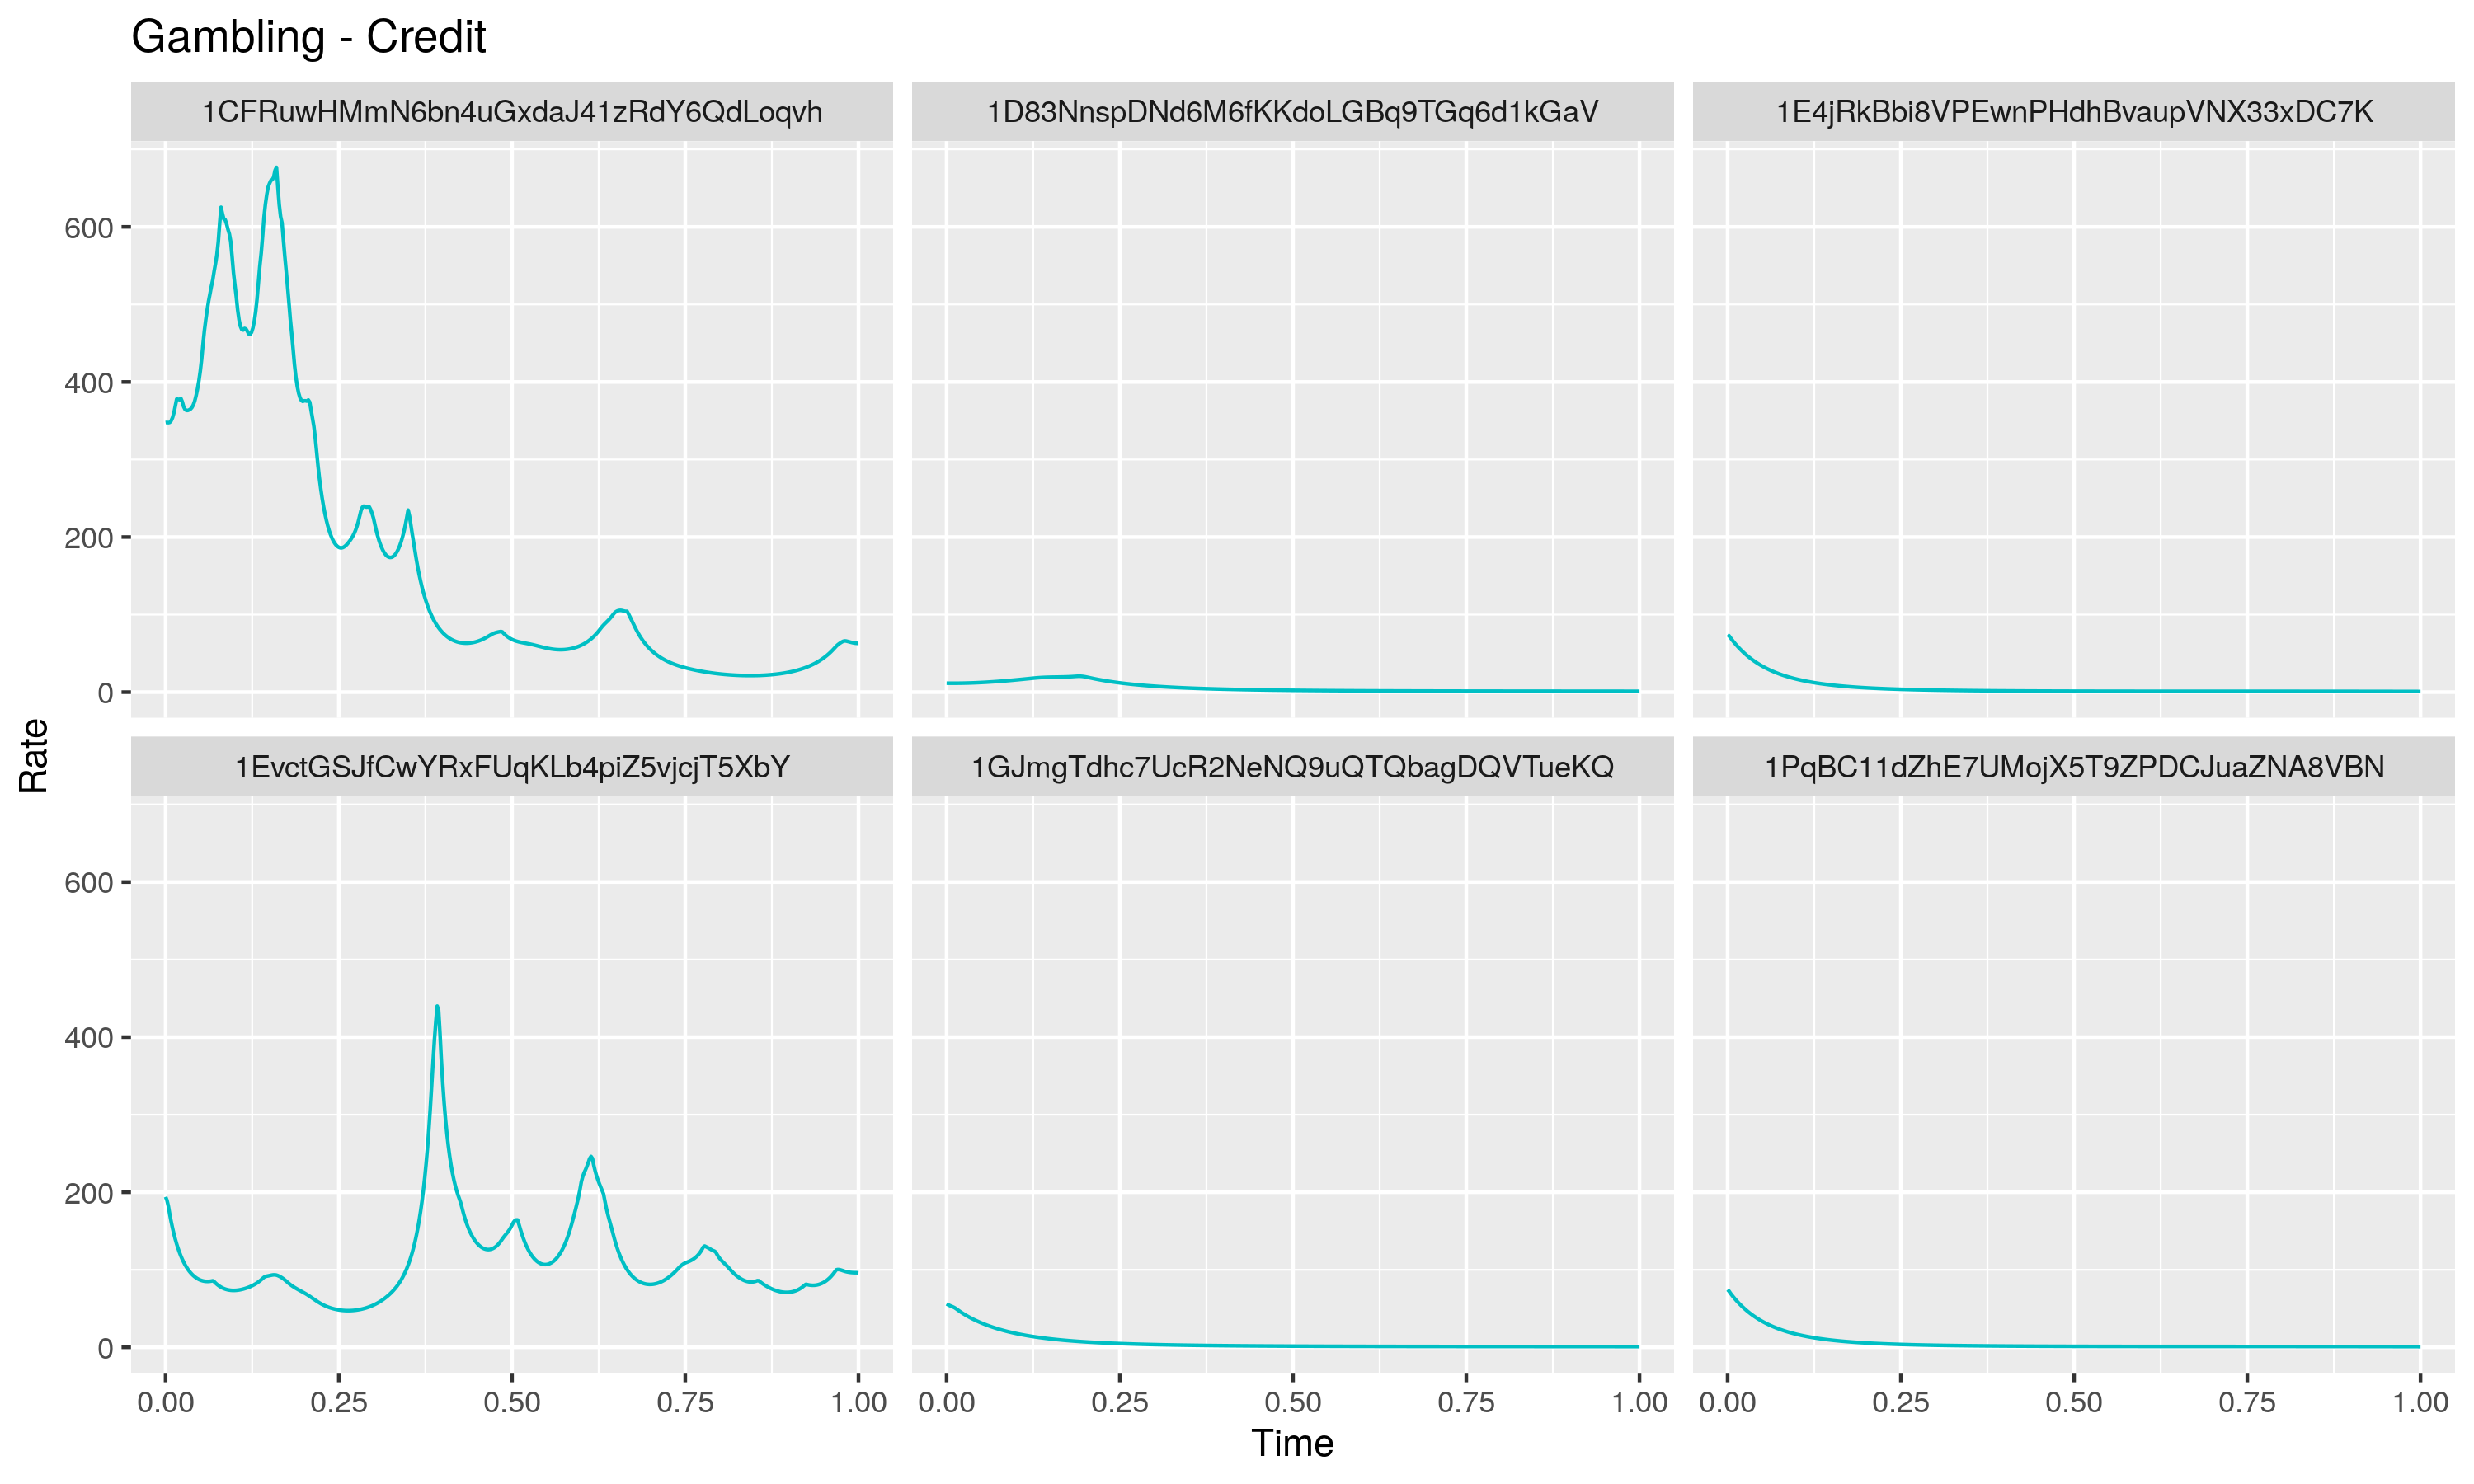 Gambling - Credit
1CFRuwHMmN6bn4uGxdaJ41zRdY6QdLoqvh
1D83NnspDNd6M6fKKdoLGBq9TGq6d1kGaV
1E4jRkBbi8VPEwnPHdhBvaupVNX33xDC7K
600
400
200
0
Rate
1EvctGSJfCwYRxFUqKLb4piZ5vjcjT5XbY
1GJmgTdhc7UcR2NeNQ9uQTQbagDQVTueKQ
1PqBC11dZhE7UMojX5T9ZPDCJuaZNA8VBN
600
400
200
0
0.00 0.25 0.50 0.75 1.00 0.00 0.25 0.50 0.75 1.00 0.00 0.25 0.50 0.75 1.00
Time